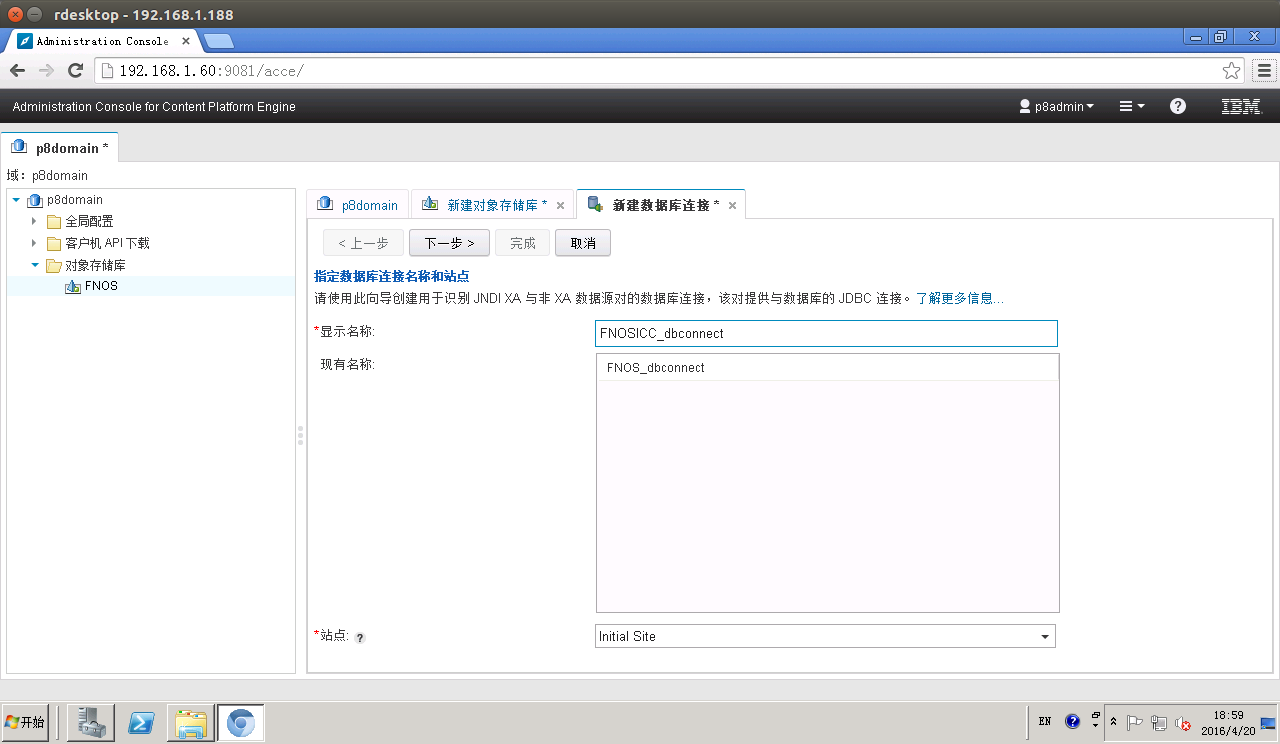 rdesktop - 192.168.1.188
Administration Console
192.168.1.60:9081/acce/
Administration Console for Content Platform Engine
p8admin
IBM
p8domain *
域: p8domain
p8domain
全局配置
客户机 API 下载
对象存储库
FNOS
p8domain
新建对象存储库 *
新建数据库连接 *
< 上一步
下一步 >
完成
取消
指定数据库连接名称和站点
请使用此向导创建用于识别 JNDI XA 与非 XA 数据源对的数据库连接，该对提供与数据库的 JDBC 连接。了解更多信息...
*显示名称:
FNOSICC_dbconnect
现有名称:
FNOS_dbconnect
*站点: ?
Initial Site
开始
EN
18:59
2016/4/20